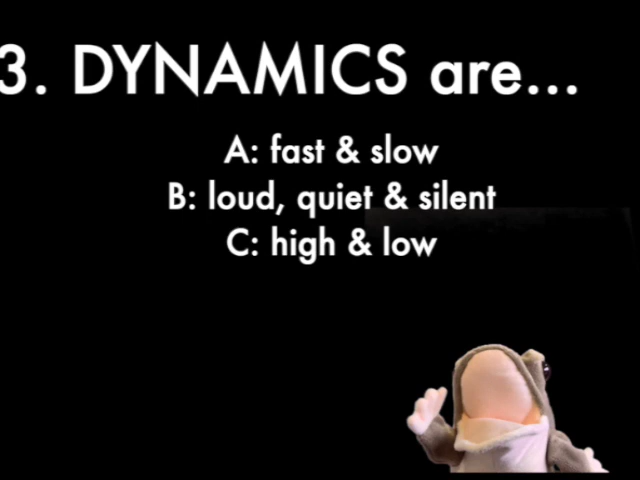 3. DYNAMICS are...
A: fast & slow
B: loud, quiet & silent
C: high & low